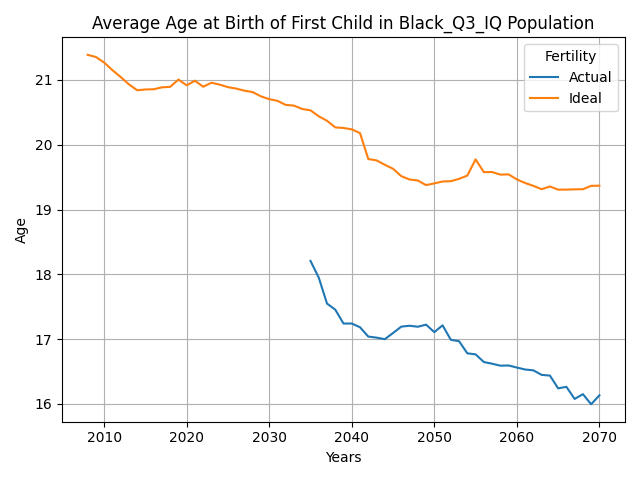 Average Age at Birth of First Child in Black_Q3_IQ Population
Fertility
Actual
Ideal
Age
21
20
19
18
17
16
2010
2020
2030
2040
2050
2060
2070
Years